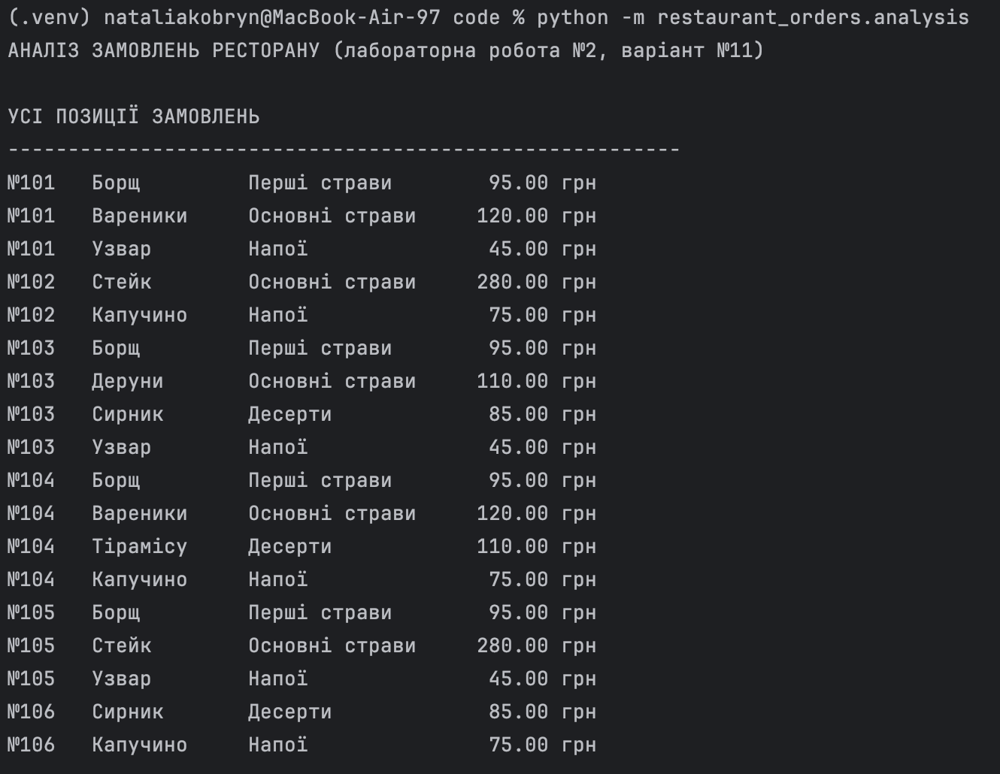 (.venv) nataliakobryn@MacBook-Air-97 code % python -m restaurant_orders.analysis
АНАЛІЗ ЗАМОВЛЕНЬ РЕСТОРАНУ (лабораторна робота №2, варіант №11)
УСІ ПОЗИЦІЇ ЗАМОВЛЕНЬ
--------------------------------------------------------
№101   Борщ         Перші страви        95.00 грн
№101   Вареники     Основні страви     120.00 грн
№101   Узвар        Напої               45.00 грн
№102   Стейк        Основні страви     280.00 грн
№102   Капучино     Напої               75.00 грн
№103   Борщ         Перші страви        95.00 грн
№103   Деруни       Основні страви     110.00 грн
№103   Сирник       Десерти             85.00 грн
№103   Узвар        Напої               45.00 грн
№104   Борщ         Перші страви        95.00 грн
№104   Вареники     Основні страви     120.00 грн
№104   Тірамісу     Десерти            110.00 грн
№104   Капучино     Напої               75.00 грн
№105   Борщ         Перші страви        95.00 грн
№105   Стейк        Основні страви     280.00 грн
№105   Узвар        Напої               45.00 грн
№106   Сирник       Десерти             85.00 грн
№106   Капучино     Напої               75.00 грн